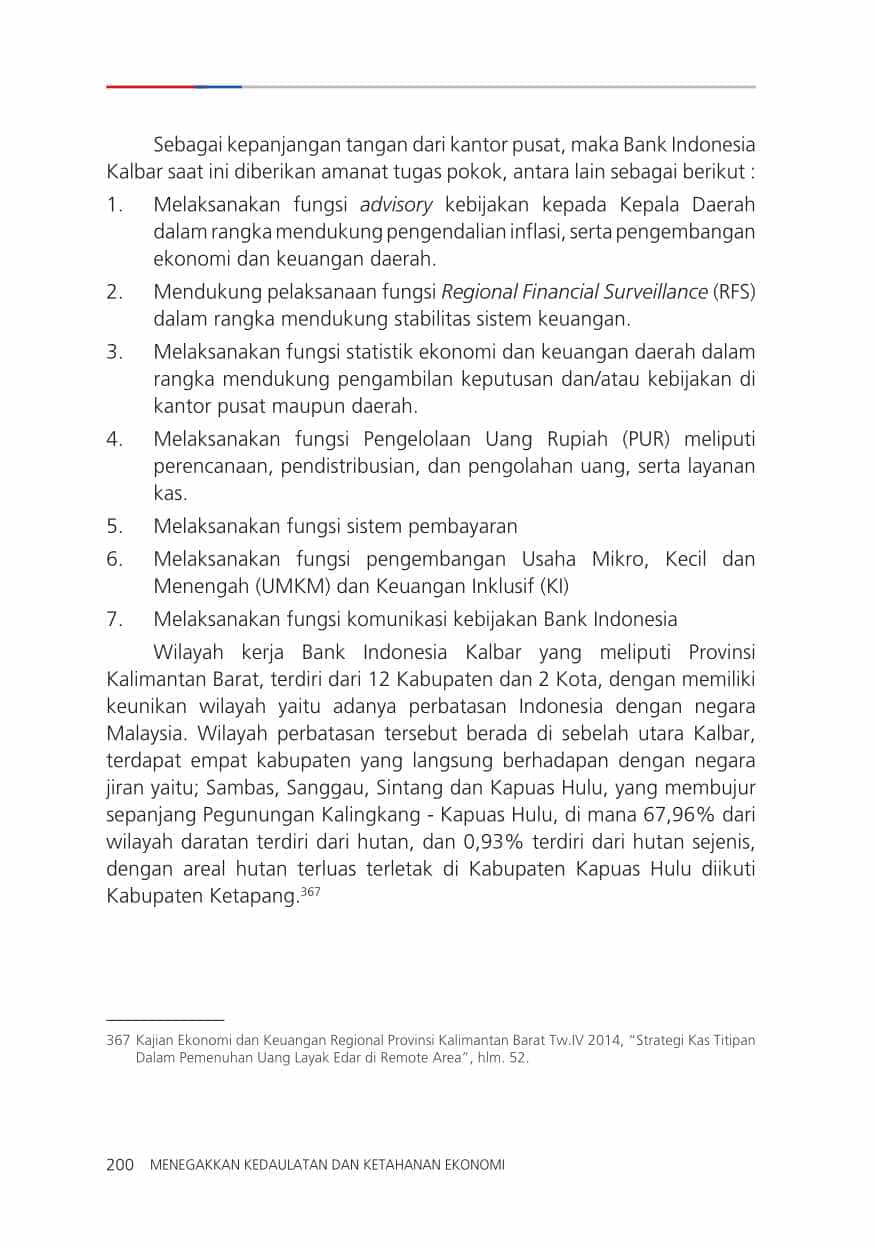 Sebagai kepanjangan tangan dari kantor pusat, maka Bank Indonesia
Kalbar saat ini diberikan amanat tugas pokok, antara lain sebagai berikut :
1. Melaksanakan fungsi advisory kebijakan kepada Kepala Daerah
dalam rangka mendukung pengendalian inflasi, serta pengembangan
ekonomi dan keuangan daerah.
2. Mendukung pelaksanaan fungsi Regional Financial Surveillance (RFS)
dalam rangka mendukung stabilitas sistem keuangan.
3. Melaksanakan fungsi statistik ekonomi dan keuangan daerah dalam
rangka mendukung pengambilan keputusan dan/atau kebijakan di
kantor pusat maupun daerah.
4. Melaksanakan fungsi Pengelolaan Uang Rupiah (PUR) meliputi
perencanaan, pendistribusian, dan pengolahan uang, serta layanan
kas.
5. Melaksanakan fungsi sistem pembayaran
6. Melaksanakan fungsi pengembangan Usaha Mikro, Kecil dan
Menengah (UMKM) dan Keuangan Inklusif (KI)
7. Melaksanakan fungsi komunikasi kebijakan Bank Indonesia
Wilayah kerja Bank Indonesia Kalbar yang meliputi Provinsi
Kalimantan Barat, terdiri dari 12 Kabupaten dan 2 Kota, dengan memiliki
keunikan wilayah yaitu adanya perbatasan Indonesia dengan negara
Malaysia. Wilayah perbatasan tersebut berada di sebelah utara Kalbar,
terdapat empat kabupaten yang langsung berhadapan dengan negara
jiran yaitu; Sambas, Sanggau, Sintang dan Kapuas Hulu, yang membujur
sepanjang Pegunungan Kalingkang - Kapuas Hulu, di mana 67,96% dari
wilayah daratan terdiri dari hutan, dan 0,93% terdiri dari hutan sejenis,
dengan areal hutan terluas terletak di Kabupaten Kapuas Hulu diikuti
Kabupaten Ketapang.367
367 Kajian Ekonomi dan Keuangan Regional Provinsi Kalimantan Barat Tw.IV 2014, “Strategi Kas Titipan
Dalam Pemenuhan Uang Layak Edar di Remote Area”, hlm. 52.
200 MENEGAKKAN KEDAULATAN DAN KETAHANAN EKONOMI